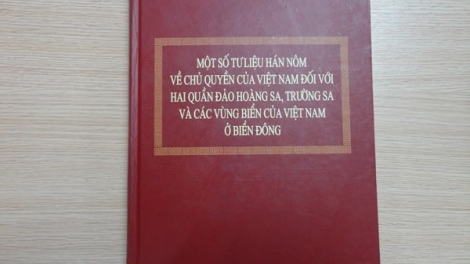 MỘT SỐ TƯ LIỆU HÁN NÔM
VỀ CHỦ QUYỀN CỦA VIỆT NAM ĐỐI VỚI
HAI QUẦN ĐẢO HOÀNG SA, TRƯỜNG SA
VÀ CÁC VÙNG BIỂN CỦA VIỆT NAM
Ở BIỂN ĐÔNG